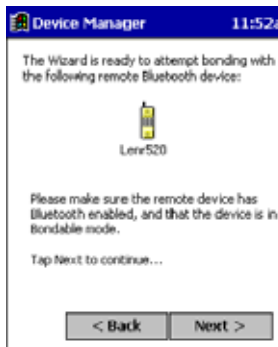 Device Manager 11:52a
The Wizard is ready to attempt bonding with
the following remote Bluetooth device:
Lenr520
Please make sure the remote device has
Bluetooth enabled, and that the device is in
Bondable mode.
Tap Next to continue...
< Back Next >